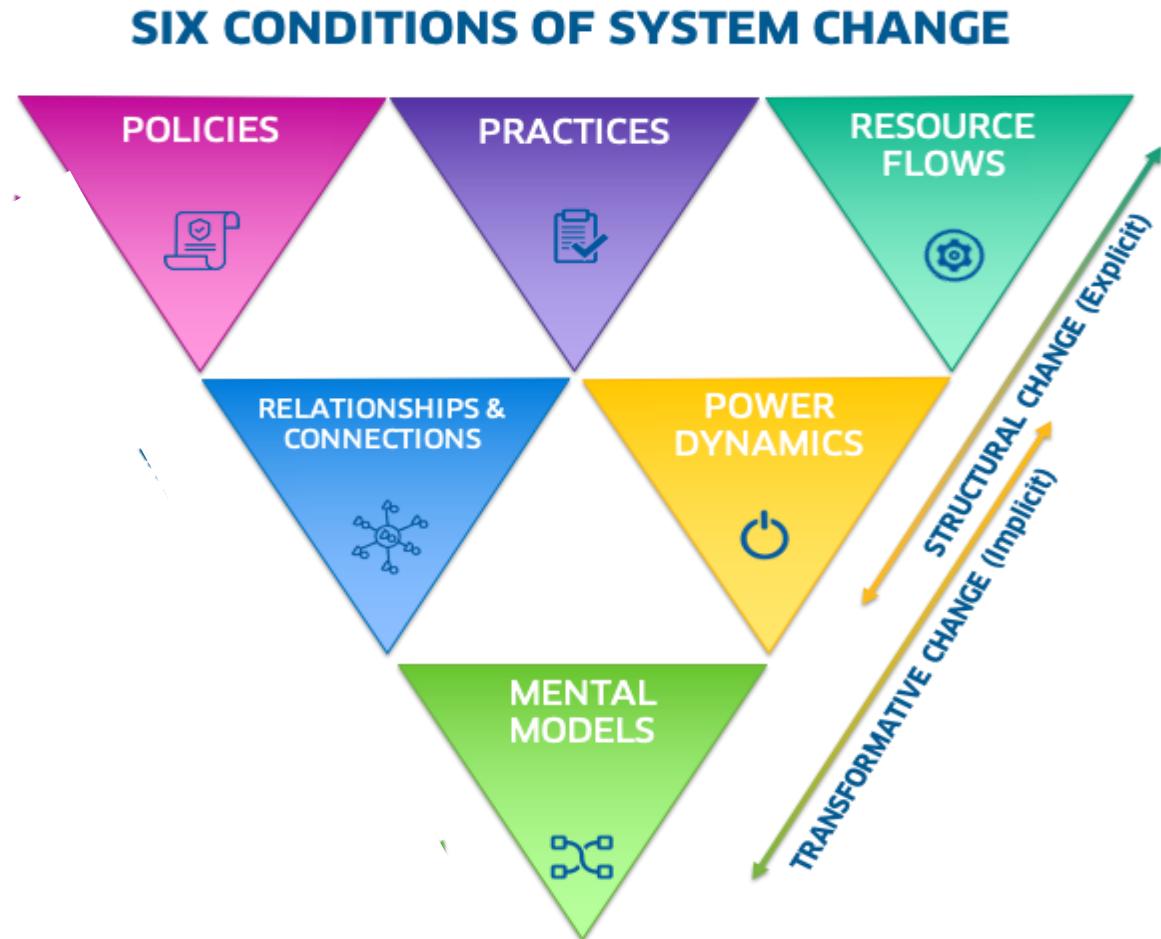 SIX CONDITIONS OF SYSTEM CHANGE
POLICIES
PRACTICES
RESOURCE
FLOWS
RELATIONSHIPS &
CONNECTIONS
POWER
DYNAMICS
STRUCTURAL CHANGE (Explicit)
MENTAL
MODELS
TRANSFORMATIVE CHANGE (Implicit)